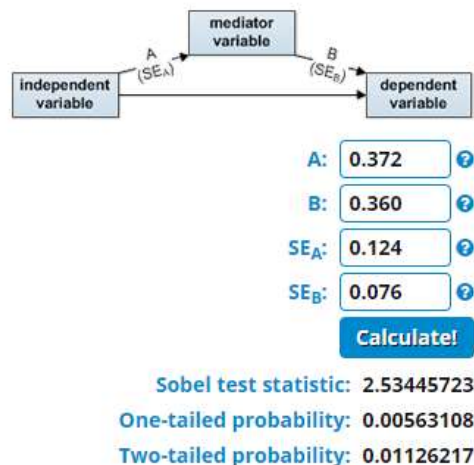 mediator
variable
A
(SEA)
B
(SEB)
independent
variable
dependent
variable
A: 0.372 ?
B: 0.360 ?
SEA: 0.124 ?
SEB: 0.076 ?
Calculate!
Sobel test statistic: 2.53445723
One-tailed probability: 0.00563108
Two-tailed probability: 0.01126217